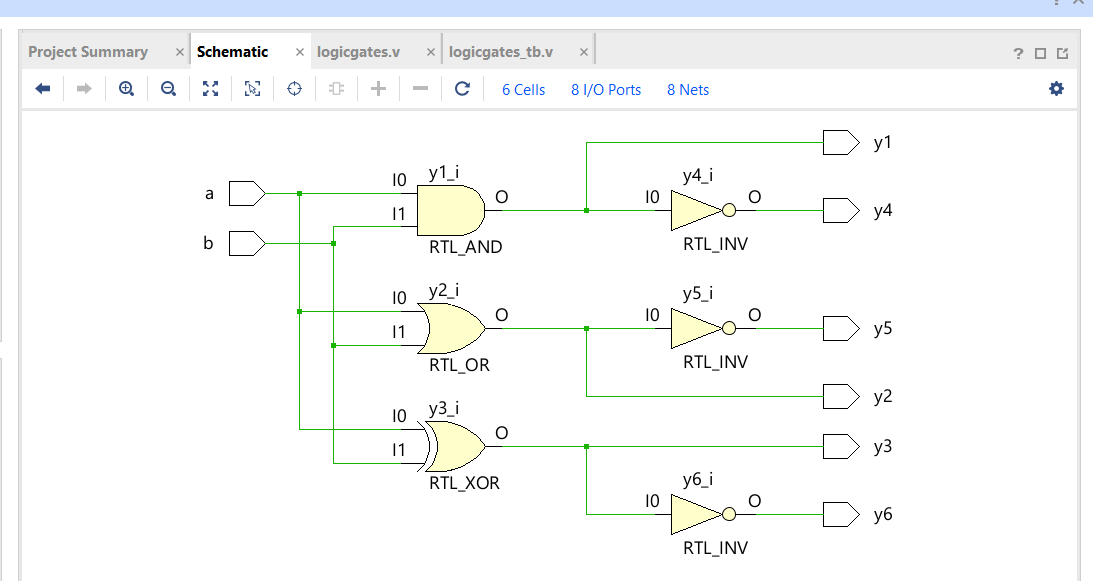 Project Summary × Schematic × logicgates.v × logicgates_tb.v × ?
6 Cells 8 I/O Ports 8 Nets
y1
a
I0
y1_i
O
I1
RTL_AND
b
y4_i
I0
O
y4
RTL_INV
y2_i
I0
O
I1
RTL_OR
y5_i
I0
O
y5
RTL_INV
y2
y3_i
I0
O
I1
RTL_XOR
y3
y6_i
I0
O
y6
RTL_INV